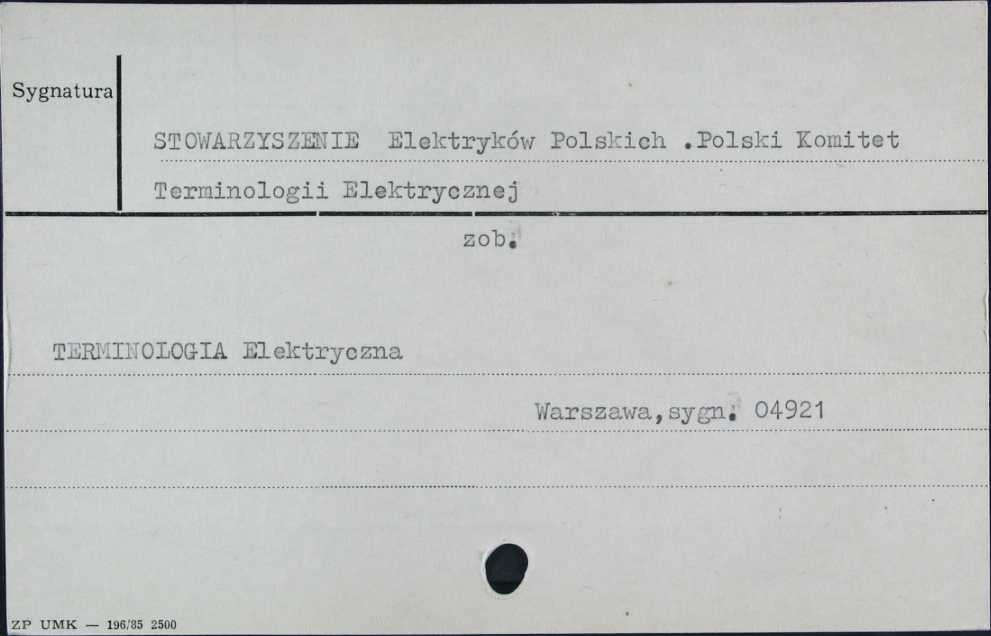 Sygnatura
STOWARZYSZENIE Elektryków Polskich .Polski Komitet
Terminologii Elektrycznej
zob.
TERMINOLOGIA Elektryczna
Warszawa,sygn. 04921
ZP UMK — 196/85 2500